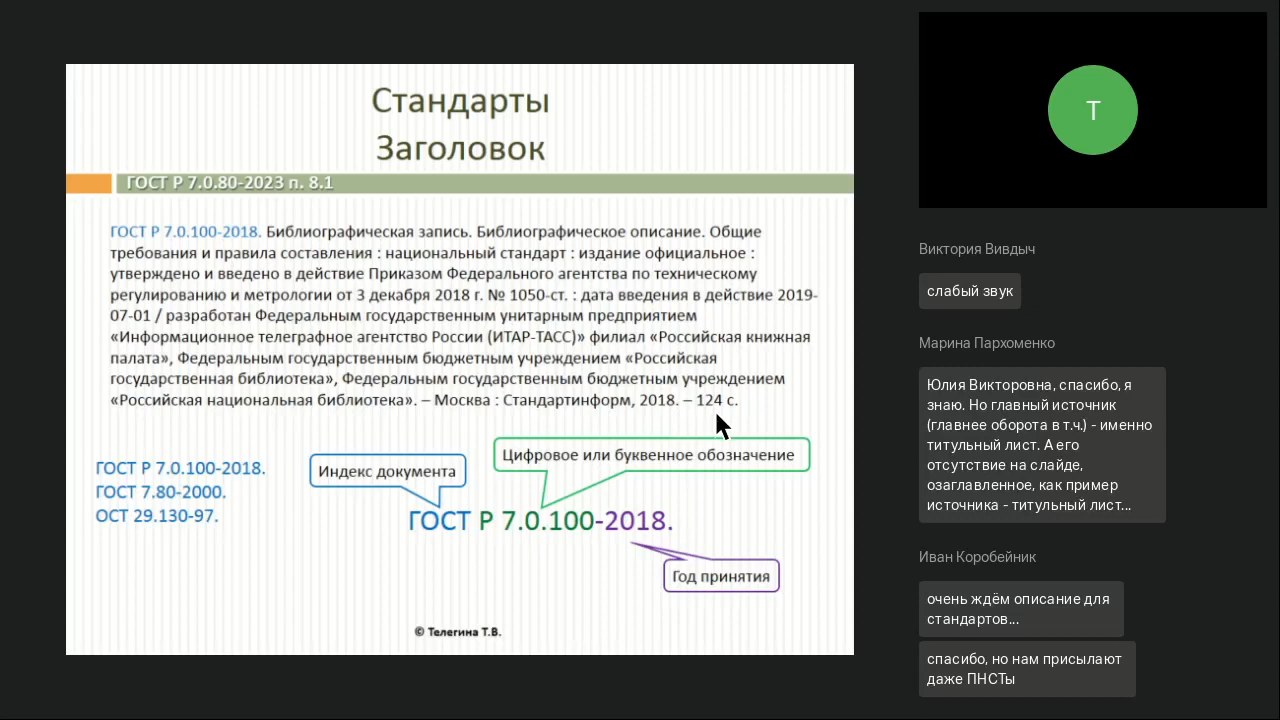 Стандарты
Заголовок
ГОСТ Р 7.0.80-2023 п. 8.1
ГОСТ Р 7.0.100-2018. Библиографическая запись. Библиографическое описание. Общие
требования и правила составления : национальный стандарт : издание официальное :
утверждено и введено в действие Приказом Федерального агентства по техническому
регулированию и метрологии от 3 декабря 2018 г. № 1050-ст. : дата введения в действие 2019-
07-01 / разработан Федеральным государственным унитарным предприятием
«Информационное телеграфное агентство России (ИТАР-ТАСС)» филиал «Российская книжная
палата», Федеральным государственным бюджетным учреждением «Российская
государственная библиотека», Федеральным государственным бюджетным учреждением
«Российская национальная библиотека». – Москва : Стандартинформ, 2018. – 124 с.
ГОСТ Р 7.0.100-2018.
ГОСТ 7.80-2000.
ОСТ 29.130-97.
Индекс документа
Цифровое или буквенное обозначение
ГОСТ Р 7.0.100-2018.
Год принятия
© Телегина Т.В.
Т
Виктория Вивдыч
слабый звук
Марина Пархоменко
Юлия Викторовна, спасибо, я
знаю. Но главный источник
(главнее оборота в т.ч.) - именно
титульный лист. А его
отсутствие на слайде,
озаглавленное, как пример
источника - титульный лист...
Иван Коробейник
очень ждём описание для
стандартов...
спасибо, но нам присылают
даже ПНСТы